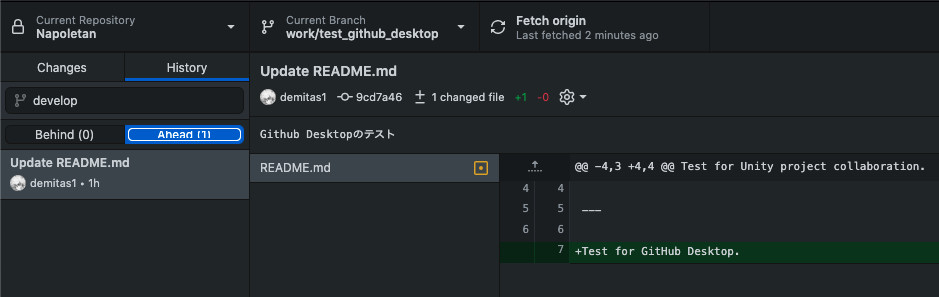 Current Repository
Napoletan
Current Branch
work/test_github_desktop
Fetch origin
Last fetched 2 minutes ago
Changes
History
develop
Behind (0)
Ahead (1)
Update README.md
demitas1 • 1h
Update README.md
demitas1 9cd7a46 1 changed file +1 -0
Github Desktopのテスト
README.md
@@ -4,3 +4,4 @@ Test for Unity project collaboration.
4 4
5 5 ___
6 6
7 +Test for GitHub Desktop.